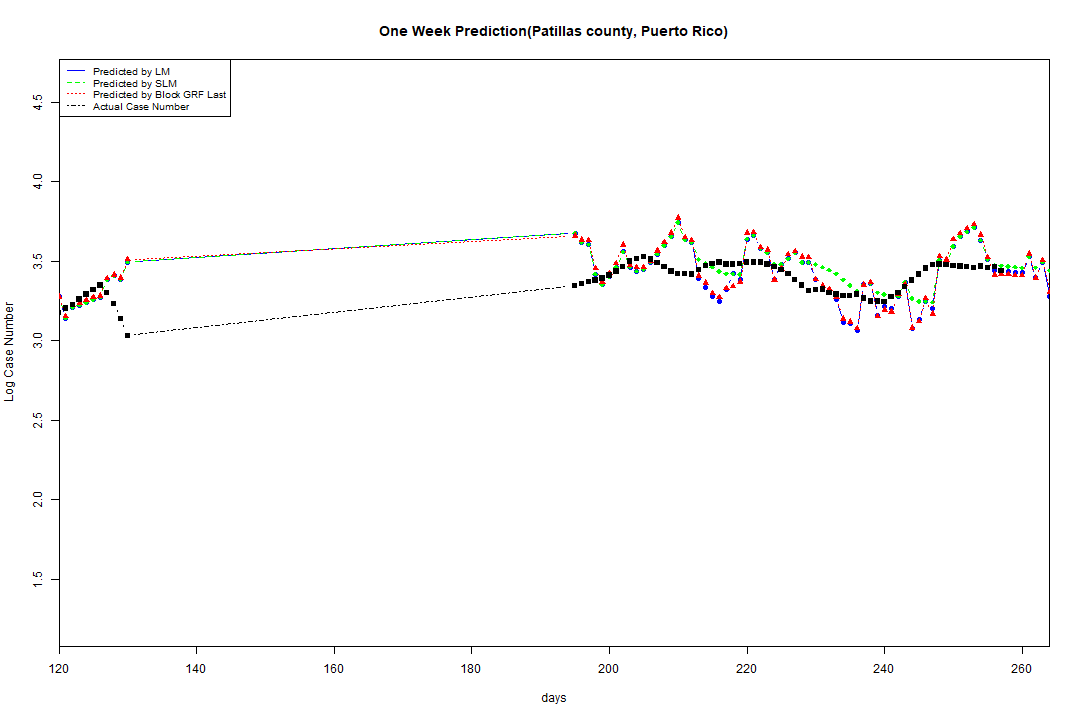 One Week Prediction(Patillas county, Puerto Rico)
Predicted by LM
Predicted by SLM
Predicted by Block GRF Last
Actual Case Number
4.5
4.0
3.5
3.0
2.5
2.0
1.5
Log Case Number
120 140 160 180 200 220 240 260
days